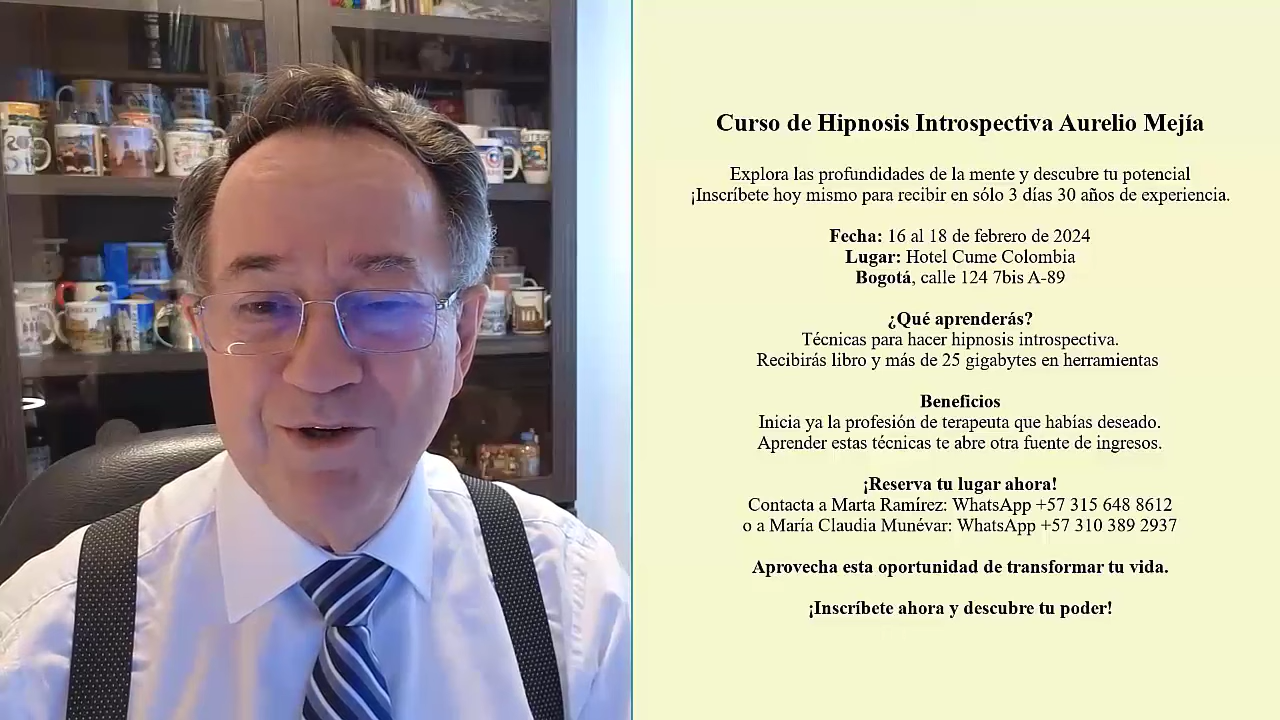 Curso de Hipnosis Introspectiva Aurelio Mejía
Explora las profundidades de la mente y descubre tu potencial
¡Inscríbete hoy mismo para recibir en sólo 3 días 30 años de experiencia.
Fecha: 16 al 18 de febrero de 2024
Lugar: Hotel Cume Colombia
Bogotá, calle 124 7bis A-89
¿Qué aprenderás?
Técnicas para hacer hipnosis introspectiva.
Recibirás libro y más de 25 gigabytes en herramientas
Beneficios
Inicia ya la profesión de terapeuta que habías deseado.
Aprender estas técnicas te abre otra fuente de ingresos.
¡Reserva tu lugar ahora!
Contacta a Marta Ramírez: WhatsApp +57 315 648 8612
o a María Claudia Munévar: WhatsApp +57 310 389 2937
Aprovecha esta oportunidad de transformar tu vida.
¡Inscríbete ahora y descubre tu poder!